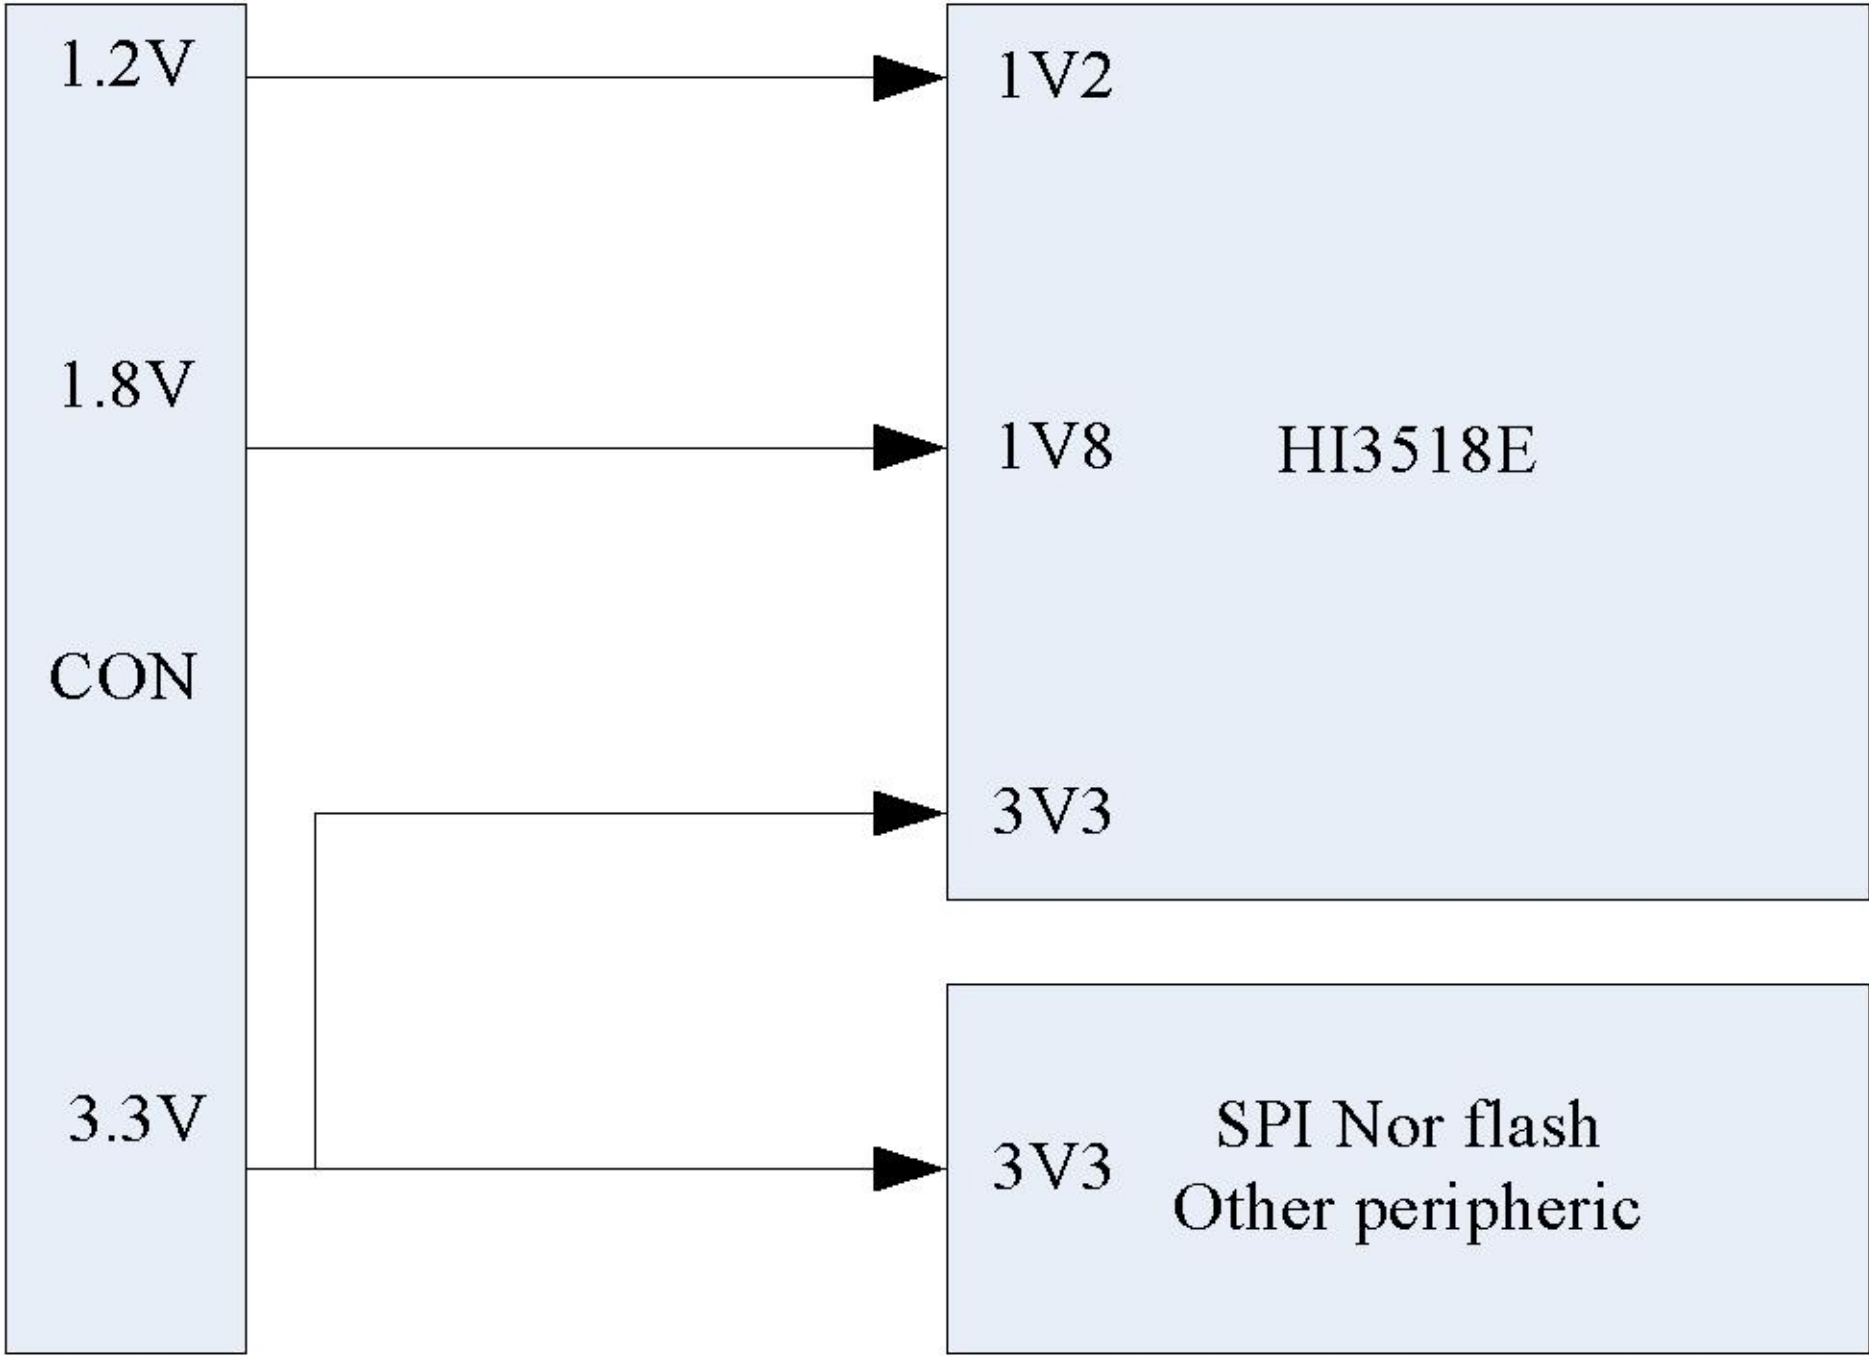 1.2V
1V2
1.8V
1V8
HI3518E
CON
3V3
3.3V
3V3
SPI Nor flash
Other peripheric